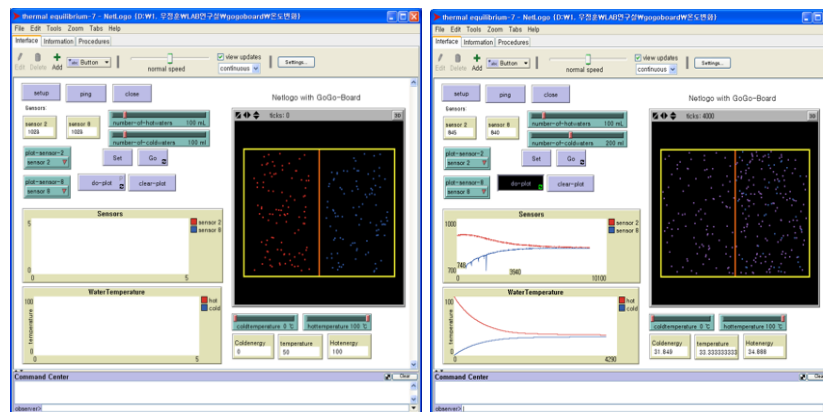 thermal equilibrium-7 - NetLogo {D:₩1. 우정훈₩LAB연구실₩gogoboard₩온도변화}
File Edit Tools Zoom Tabs Help
Interface Information Procedures
Edit Delete Add Button normal speed view updates continuous Settings...
setup ping close
Netlogo with GoGo-Board
Sensors:
sensor 2 1023 sensor 8 1023
number-of-hotwaters 100 mL
number-of-coldwaters 100 ml
ticks: 0 3D
plot-sensor-2 sensor 2
Set Go
plot-sensor-8 sensor 8
do-plot clear-plot
Sensors
5
0
0 5
sensor 2
sensor 8
WaterTemperature
100
temperature
0
0 5
hot
cold
coldtemperature 0 ℃ hottemperature 100 ℃
Coldenergy temperature Hotenergy
0 50 100
Command Center Clear
observer>
thermal equilibrium-7 - NetLogo {D:₩1. 우정훈₩LAB연구실₩gogoboard₩온도변화}
File Edit Tools Zoom Tabs Help
Interface Information Procedures
Edit Delete Add Button normal speed view updates continuous Settings...
setup ping close
Netlogo with GoGo-Board
Sensors:
sensor 2 845 sensor 8 840
number-of-hotwaters 100 mL
number-of-coldwaters 200 ml
ticks: 4000 3D
plot-sensor-2 sensor 2
Set Go
plot-sensor-8 sensor 8
do-plot clear-plot
Sensors
1000
748
700
0 3940 10100
sensor 2
sensor 8
WaterTemperature
100
temperature
0
0 4290
hot
cold
coldtemperature 0 ℃ hottemperature 100 ℃
Coldenergy temperature Hotenergy
31.849 33.333333333 34.888
Command Center Clear
observer>